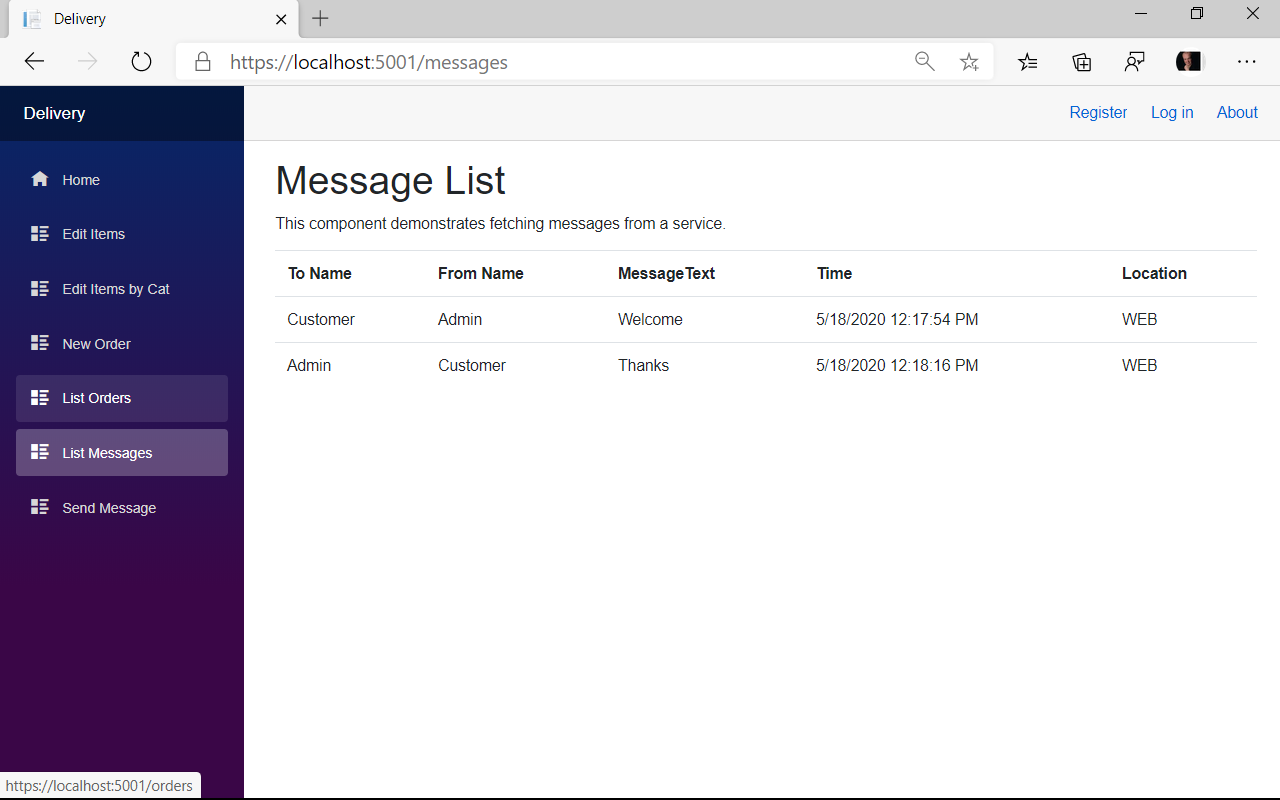 Delivery
https://localhost:5001/messages
Delivery
Register Log in About
Home
Edit Items
Edit Items by Cat
New Order
List Orders
List Messages
Send Message
Message List
This component demonstrates fetching messages from a service.
To Name From Name MessageText Time Location
Customer Admin Welcome 5/18/2020 12:17:54 PM WEB
Admin Customer Thanks 5/18/2020 12:18:16 PM WEB
https://localhost:5001/orders